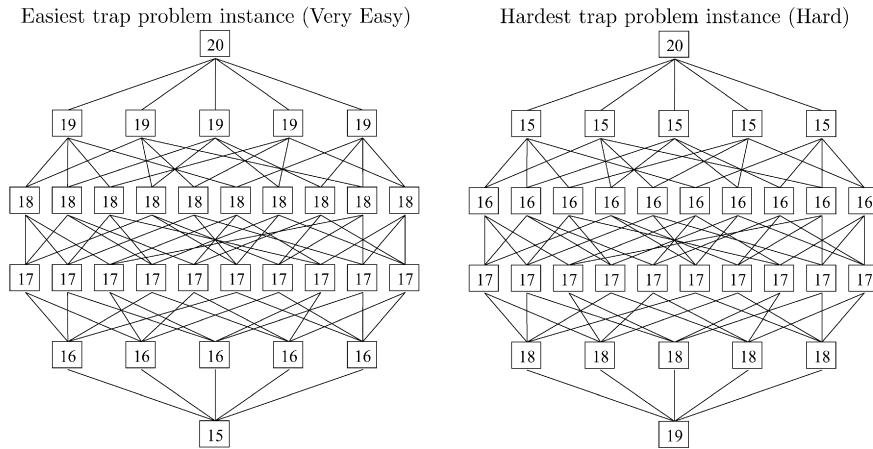 Easiest trap problem instance (Very Easy)
20
19 19 19 19 19
18 18 18 18 18 18 18 18 18 18
17 17 17 17 17 17 17 17 17 17
16 16 16 16 16
15
Hardest trap problem instance (Hard)
20
15 15 15 15 15
16 16 16 16 16 16 16 16 16 16
17 17 17 17 17 17 17 17 17 17
18 18 18 18 18
19